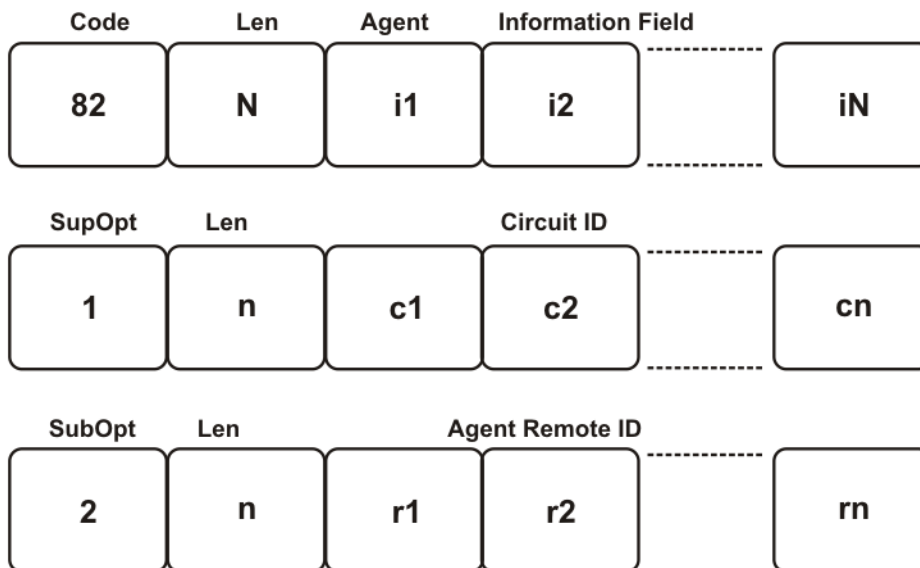 Code Len Agent Information Field
82 N i1 i2 iN
SupOpt Len Circuit ID
1 n c1 c2 cn
SubOpt Len Agent Remote ID
2 n r1 r2 rn